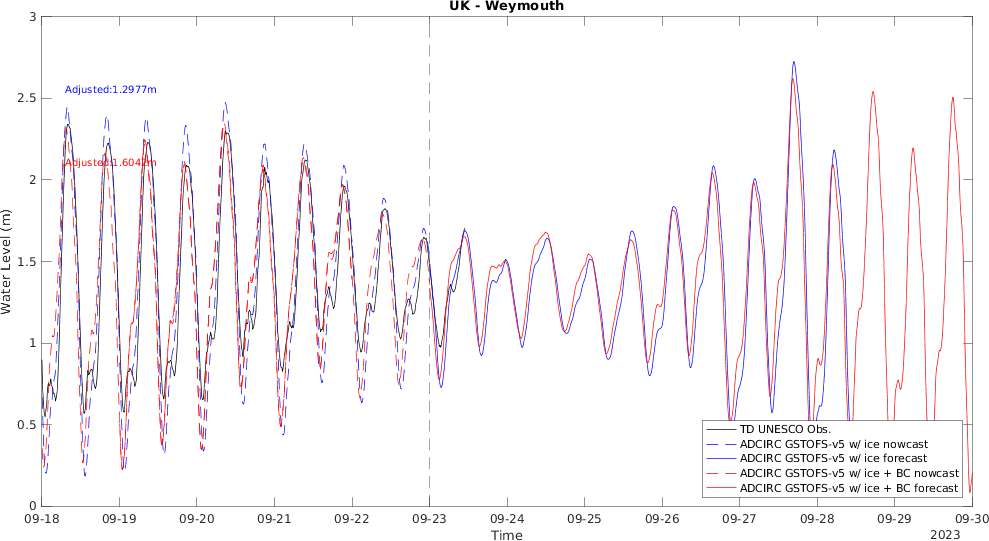 UK - Weymouth
3
2.5
2
1.5
1
0.5
0
Water Level (m)
Adjusted:1.2977m
Adjusted:1.6042m
TD UNESCO Obs.
ADCIRC GSTOFS-v5 w/ ice nowcast
ADCIRC GSTOFS-v5 w/ ice forecast
ADCIRC GSTOFS-v5 w/ ice + BC nowcast
ADCIRC GSTOFS-v5 w/ ice + BC forecast
09-18 09-19 09-20 09-21 09-22 09-23 09-24 09-25 09-26 09-27 09-28 09-29 09-30
Time
2023